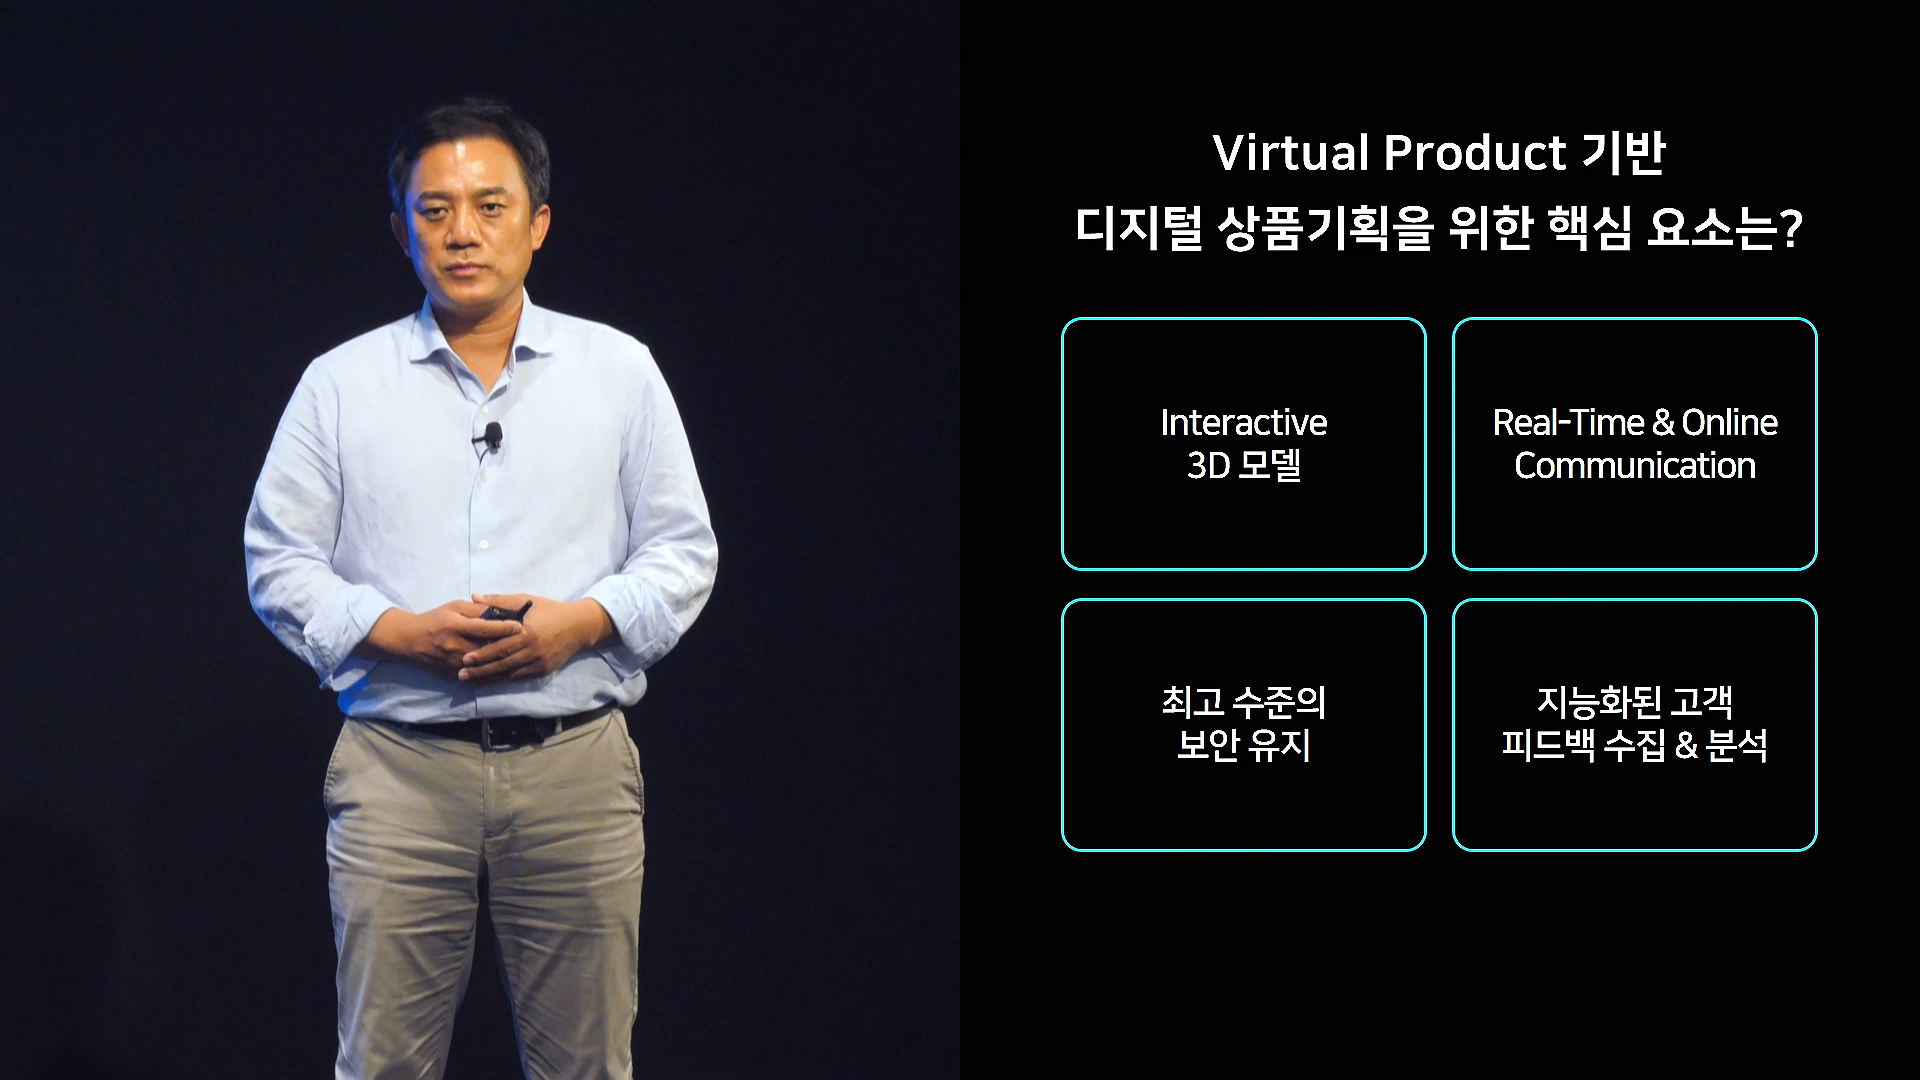 Virtual Product 기반
디지털 상품기획을 위한 핵심 요소는?
Interactive
3D 모델
Real-Time & Online
Communication
최고 수준의
보안 유지
지능화된 고객
피드백 수집 & 분석